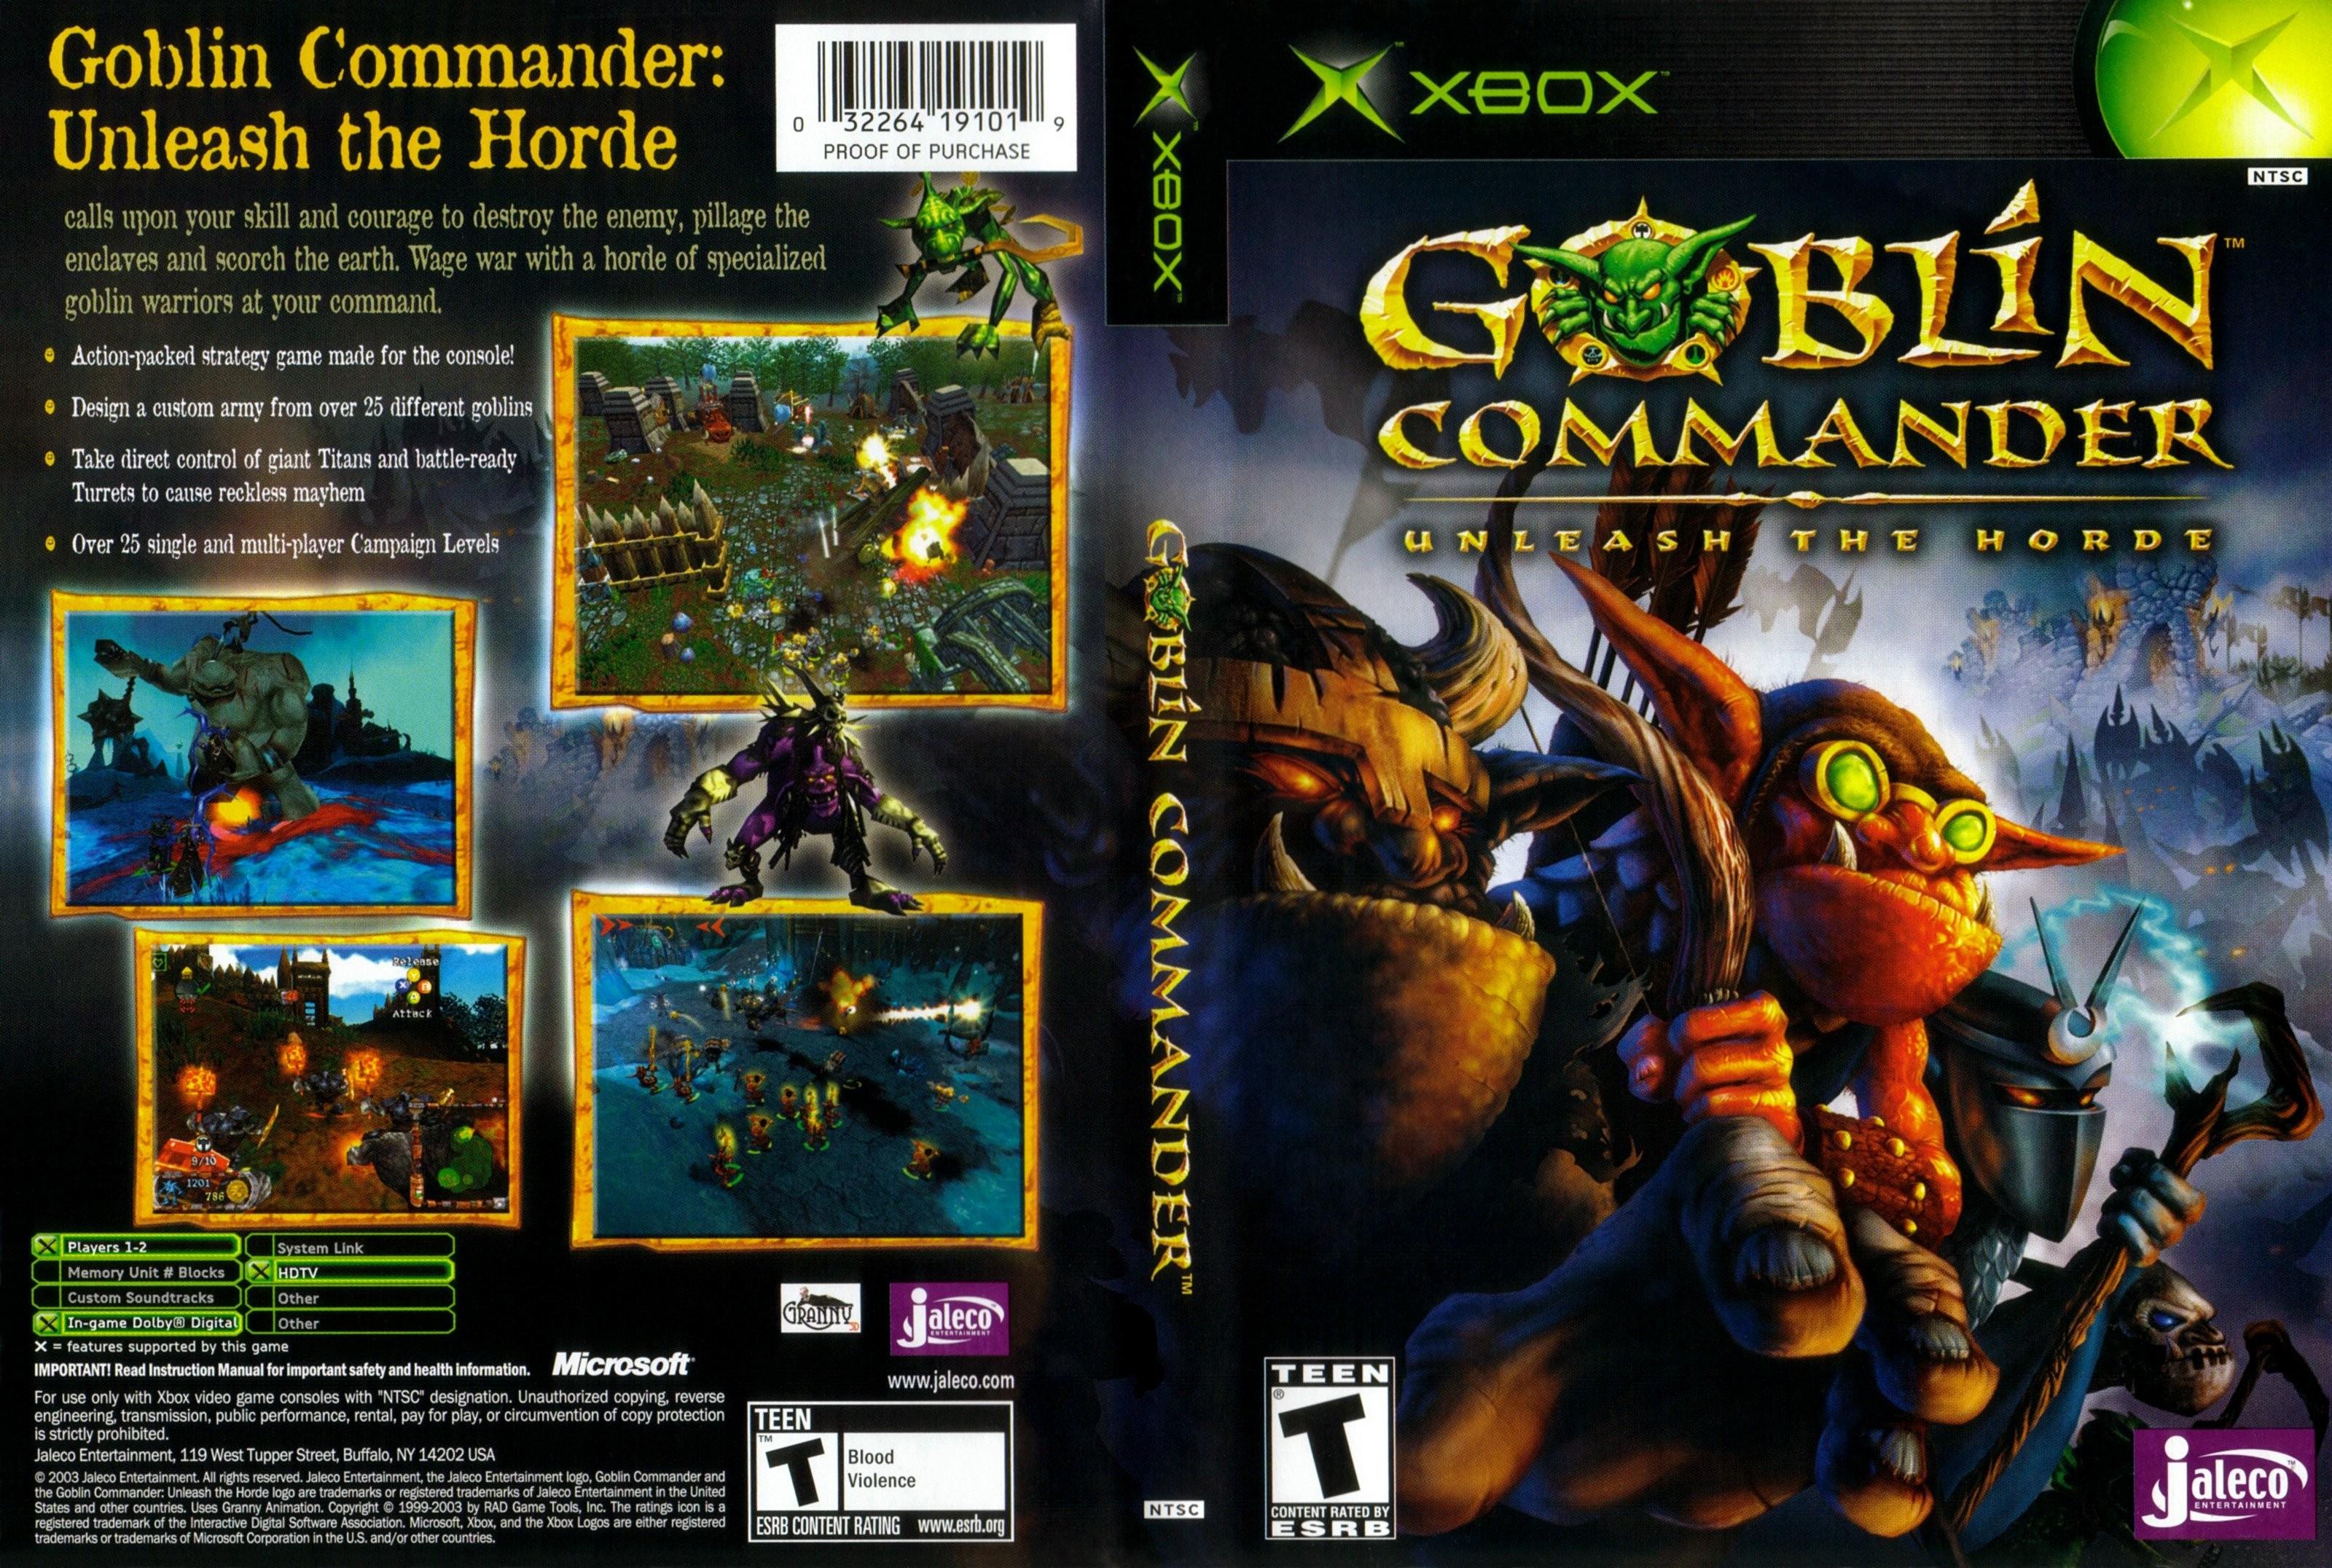 Goblin Commander:
Unleash the Horde
calls upon your skill and courage to destroy the enemy, pillage the
enclaves and scorch the earth. Wage war with a horde of specialized
goblin warriors at your command.
Action-packed strategy game made for the console!
Design a custom army from over 25 different goblins
Take direct control of giant Titans and battle-ready
Turrets to cause reckless mayhem
Over 25 single and multi-player Campaign Levels
0 32264 19101 9
PROOF OF PURCHASE
Release
Y
X B
A
Attack
9/10
1201
786
Players 1-2
System Link
Memory Unit # Blocks
HDTV
Custom Soundtracks
Other
In-game Dolby® Digital
Other
X = features supported by this game
IMPORTANT! Read Instruction Manual for important safety and health information.
Microsoft®
For use only with Xbox video game consoles with "NTSC" designation. Unauthorized copying, reverse
engineering, transmission, public performance, rental, pay for play, or circumvention of copy protection
is strictly prohibited.
Jaleco Entertainment, 119 West Tupper Street, Buffalo, NY 14202 USA
© 2003 Jaleco Entertainment. All rights reserved. Jaleco Entertainment, the Jaleco Entertainment logo, Goblin Commander and
the Goblin Commander: Unleash the Horde logo are trademarks or registered trademarks of Jaleco Entertainment in the United
States and other countries. Uses Granny Animation. Copyright © 1999-2003 by RAD Game Tools, Inc. The ratings icon is a
registered trademark of the Interactive Digital Software Association. Microsoft, Xbox, and the Xbox Logos are either registered
trademarks or trademarks of Microsoft Corporation in the U.S. and/or other countries.
GRANNY 3D
jaleco™
ENTERTAINMENT
www.jaleco.com
TEEN
™
T
Blood
Violence
ESRB CONTENT RATING www.esrb.org
XBOX™
GOBLIN COMMANDER™
NTSC
XBOX™
NTSC
GOBLIN™
COMMANDER
UNLEASH THE HORDE
TEEN
®
T
CONTENT RATED BY
ESRB
jaleco™
ENTERTAINMENT